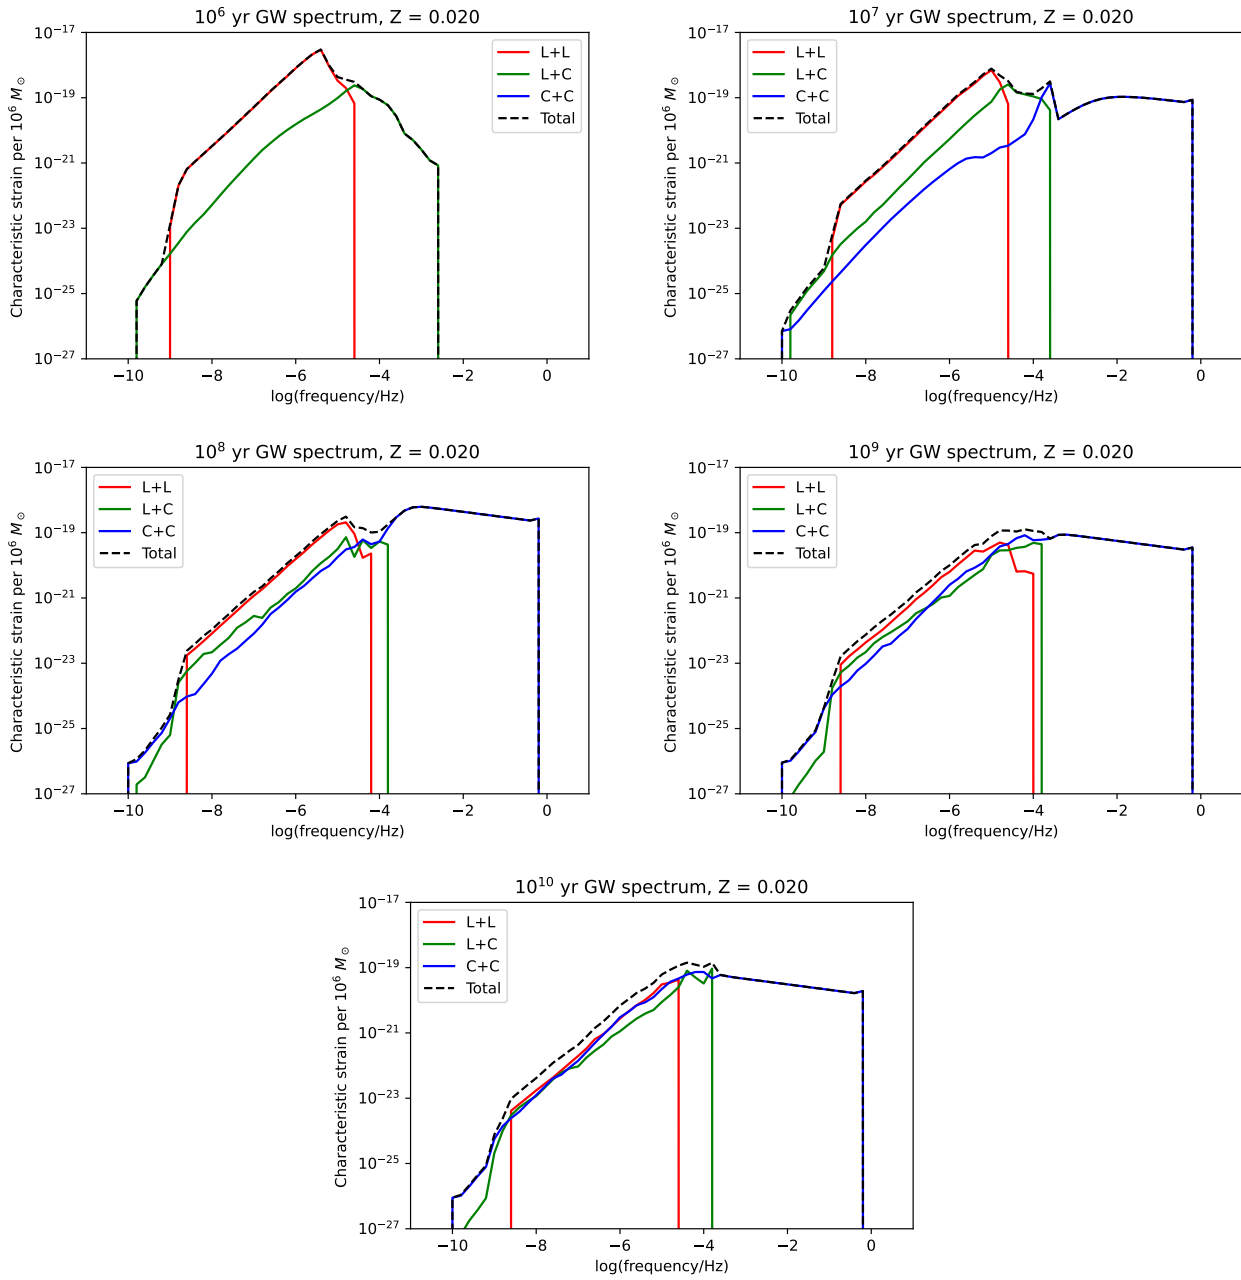 10⁶ yr GW spectrum, Z = 0.020
Characteristic strain per 10⁶ M⊙
10⁻¹⁷
10⁻¹⁹
10⁻²¹
10⁻²³
10⁻²⁵
10⁻²⁷
L+L
L+C
C+C
Total
−10 −8 −6 −4 −2 0
log(frequency/Hz)
10⁷ yr GW spectrum, Z = 0.020
Characteristic strain per 10⁶ M⊙
10⁻¹⁷
10⁻¹⁹
10⁻²¹
10⁻²³
10⁻²⁵
10⁻²⁷
L+L
L+C
C+C
Total
−10 −8 −6 −4 −2 0
log(frequency/Hz)
10⁸ yr GW spectrum, Z = 0.020
Characteristic strain per 10⁶ M⊙
10⁻¹⁷
10⁻¹⁹
10⁻²¹
10⁻²³
10⁻²⁵
10⁻²⁷
L+L
L+C
C+C
Total
−10 −8 −6 −4 −2 0
log(frequency/Hz)
10⁹ yr GW spectrum, Z = 0.020
Characteristic strain per 10⁶ M⊙
10⁻¹⁷
10⁻¹⁹
10⁻²¹
10⁻²³
10⁻²⁵
10⁻²⁷
L+L
L+C
C+C
Total
−10 −8 −6 −4 −2 0
log(frequency/Hz)
10¹⁰ yr GW spectrum, Z = 0.020
Characteristic strain per 10⁶ M⊙
10⁻¹⁷
10⁻¹⁹
10⁻²¹
10⁻²³
10⁻²⁵
10⁻²⁷
L+L
L+C
C+C
Total
−10 −8 −6 −4 −2 0
log(frequency/Hz)